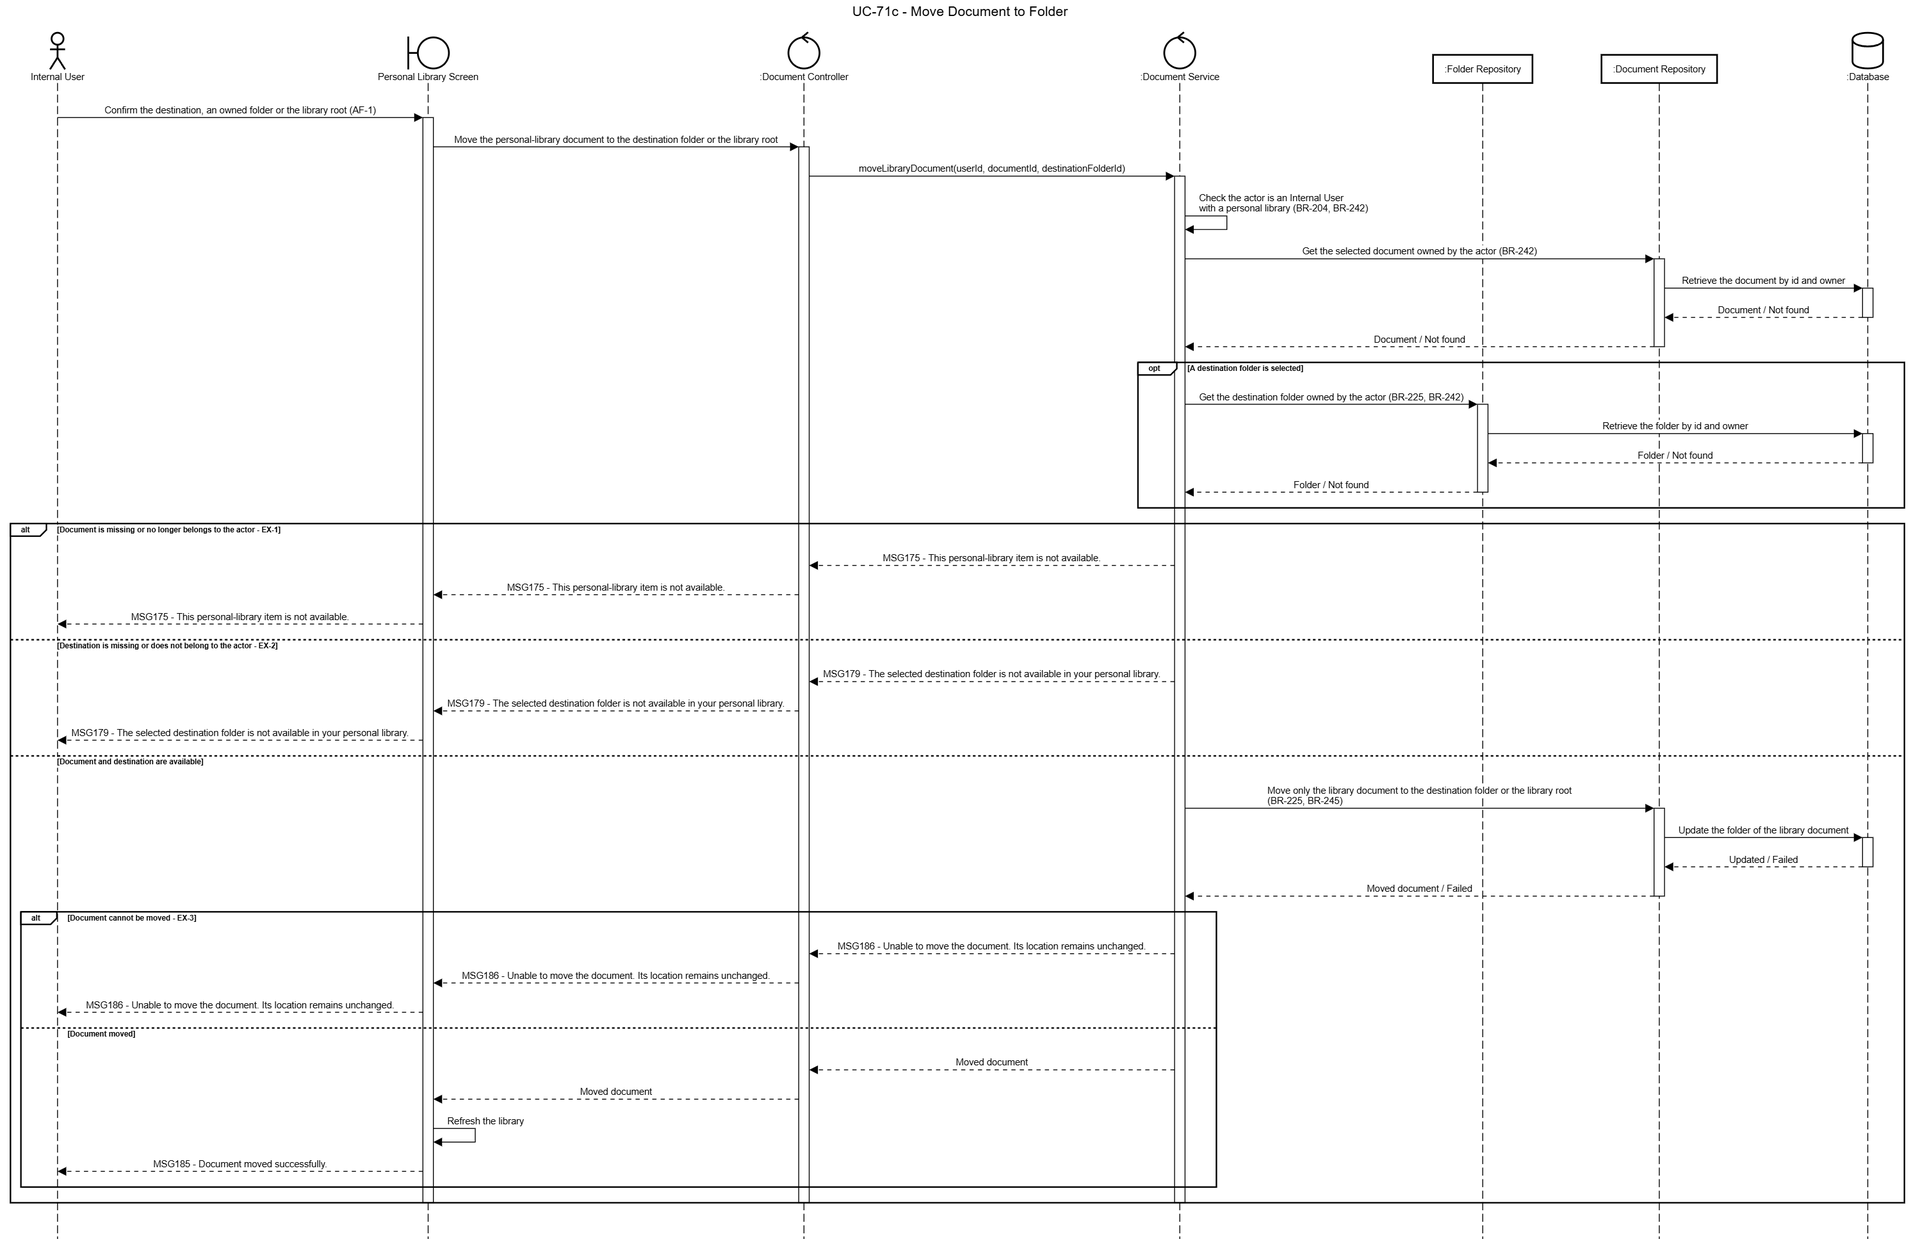 UC-71c - Move Document to Folder
Internal User
Personal Library Screen
:Document Controller
:Document Service
:Folder Repository
:Document Repository
:Database
Confirm the destination, an owned folder or the library root (AF-1)
Move the personal-library document to the destination folder or the library root
moveLibraryDocument(userId, documentId, destinationFolderId)
Check the actor is an Internal User
with a personal library (BR-204, BR-242)
Get the selected document owned by the actor (BR-242)
Retrieve the document by id and owner
Document / Not found
Document / Not found
opt
[A destination folder is selected]
Get the destination folder owned by the actor (BR-225, BR-242)
Retrieve the folder by id and owner
Folder / Not found
Folder / Not found
alt
[Document is missing or no longer belongs to the actor - EX-1]
MSG175 - This personal-library item is not available.
MSG175 - This personal-library item is not available.
MSG175 - This personal-library item is not available.
[Destination is missing or does not belong to the actor - EX-2]
MSG179 - The selected destination folder is not available in your personal library.
MSG179 - The selected destination folder is not available in your personal library.
MSG179 - The selected destination folder is not available in your personal library.
[Document and destination are available]
Move only the library document to the destination folder or the library root
(BR-225, BR-245)
Update the folder of the library document
Updated / Failed
Moved document / Failed
alt
[Document cannot be moved - EX-3]
MSG186 - Unable to move the document. Its location remains unchanged.
MSG186 - Unable to move the document. Its location remains unchanged.
MSG186 - Unable to move the document. Its location remains unchanged.
[Document moved]
Moved document
Moved document
Refresh the library
MSG185 - Document moved successfully.